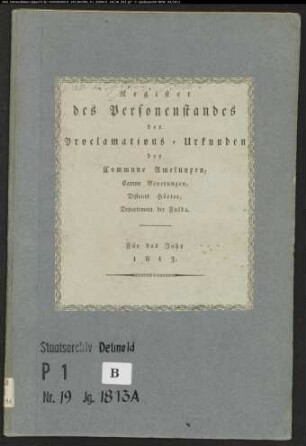 Register
des Personenstandes
der
Proclamations-Urkunden
der
Commune Amelunxen,
Canton Beverungen,
District Höxter,
Departement der Fulda.
Für das Jahr
1813.
Staatsarchiv Detmold
P 1
B
Nr. 19 Jg. 1813A